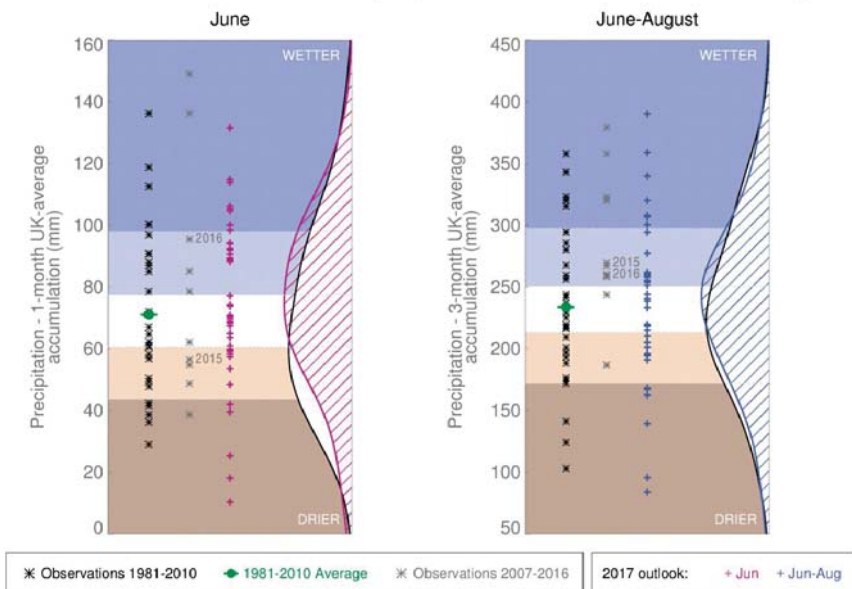 June
June-August
Precipitation - 1-month UK-average
accumulation (mm)
160
140
120
100
80
60
40
20
0
WETTER
2016
2015
DRIER
Precipitation - 3-month UK-average
accumulation (mm)
450
400
350
300
250
200
150
100
50
WETTER
2015
2016
DRIER
Observations 1981-2010
1981-2010 Average
Observations 2007-2016
2017 outlook:
+ Jun
+ Jun-Aug